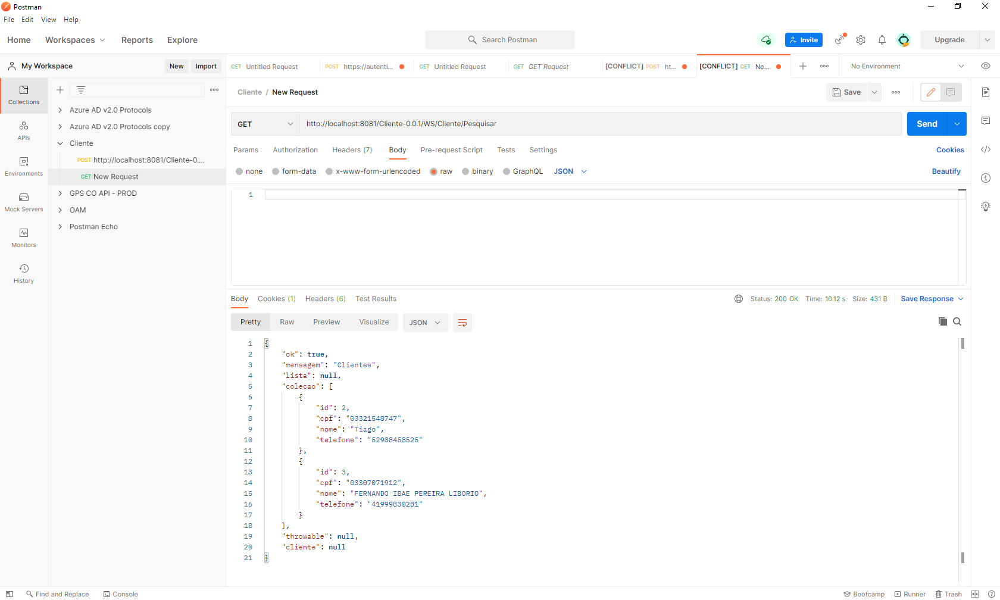 Postman
File Edit View Help
Home Workspaces Reports Explore
Search Postman
Invite
Upgrade
My Workspace
New Import
GET Untitled Request
POST https://autenti...
GET Untitled Request
GET GET Request
[CONFLICT] POST ht...
[CONFLICT] GET Ne...
No Environment
Collections
APIs
Environments
Mock Servers
Monitors
History
Azure AD v2.0 Protocols
Azure AD v2.0 Protocols copy
Cliente
POST http://localhost:8081/Cliente-0....
GET New Request
GPS CO API - PROD
OAM
Postman Echo
Cliente / New Request
Save
GET http://localhost:8081/Cliente-0.0.1/WS/Cliente/Pesquisar
Send
Params Authorization Headers (7) Body Pre-request Script Tests Settings
Cookies
none form-data x-www-form-urlencoded raw binary GraphQL JSON
Beautify
1
Body Cookies (1) Headers (6) Test Results
Status: 200 OK Time: 10.12 s Size: 431 B Save Response
Pretty Raw Preview Visualize JSON
1 {
2 "ok": true,
3 "mensagem": "Clientes",
4 "lista": null,
5 "colecao": [
6 {
7 "id": 2,
8 "cpf": "03321548747",
9 "nome": "Tiago",
10 "telefone": "52988458525"
11 },
12 {
13 "id": 3,
14 "cpf": "03307071912",
15 "nome": "FERNANDO IBAE PEREIRA LIBORIO",
16 "telefone": "41999830281"
17 }
18 ],
19 "throwable": null,
20 "cliente": null
21 }
Find and Replace Console
Bootcamp Runner Trash